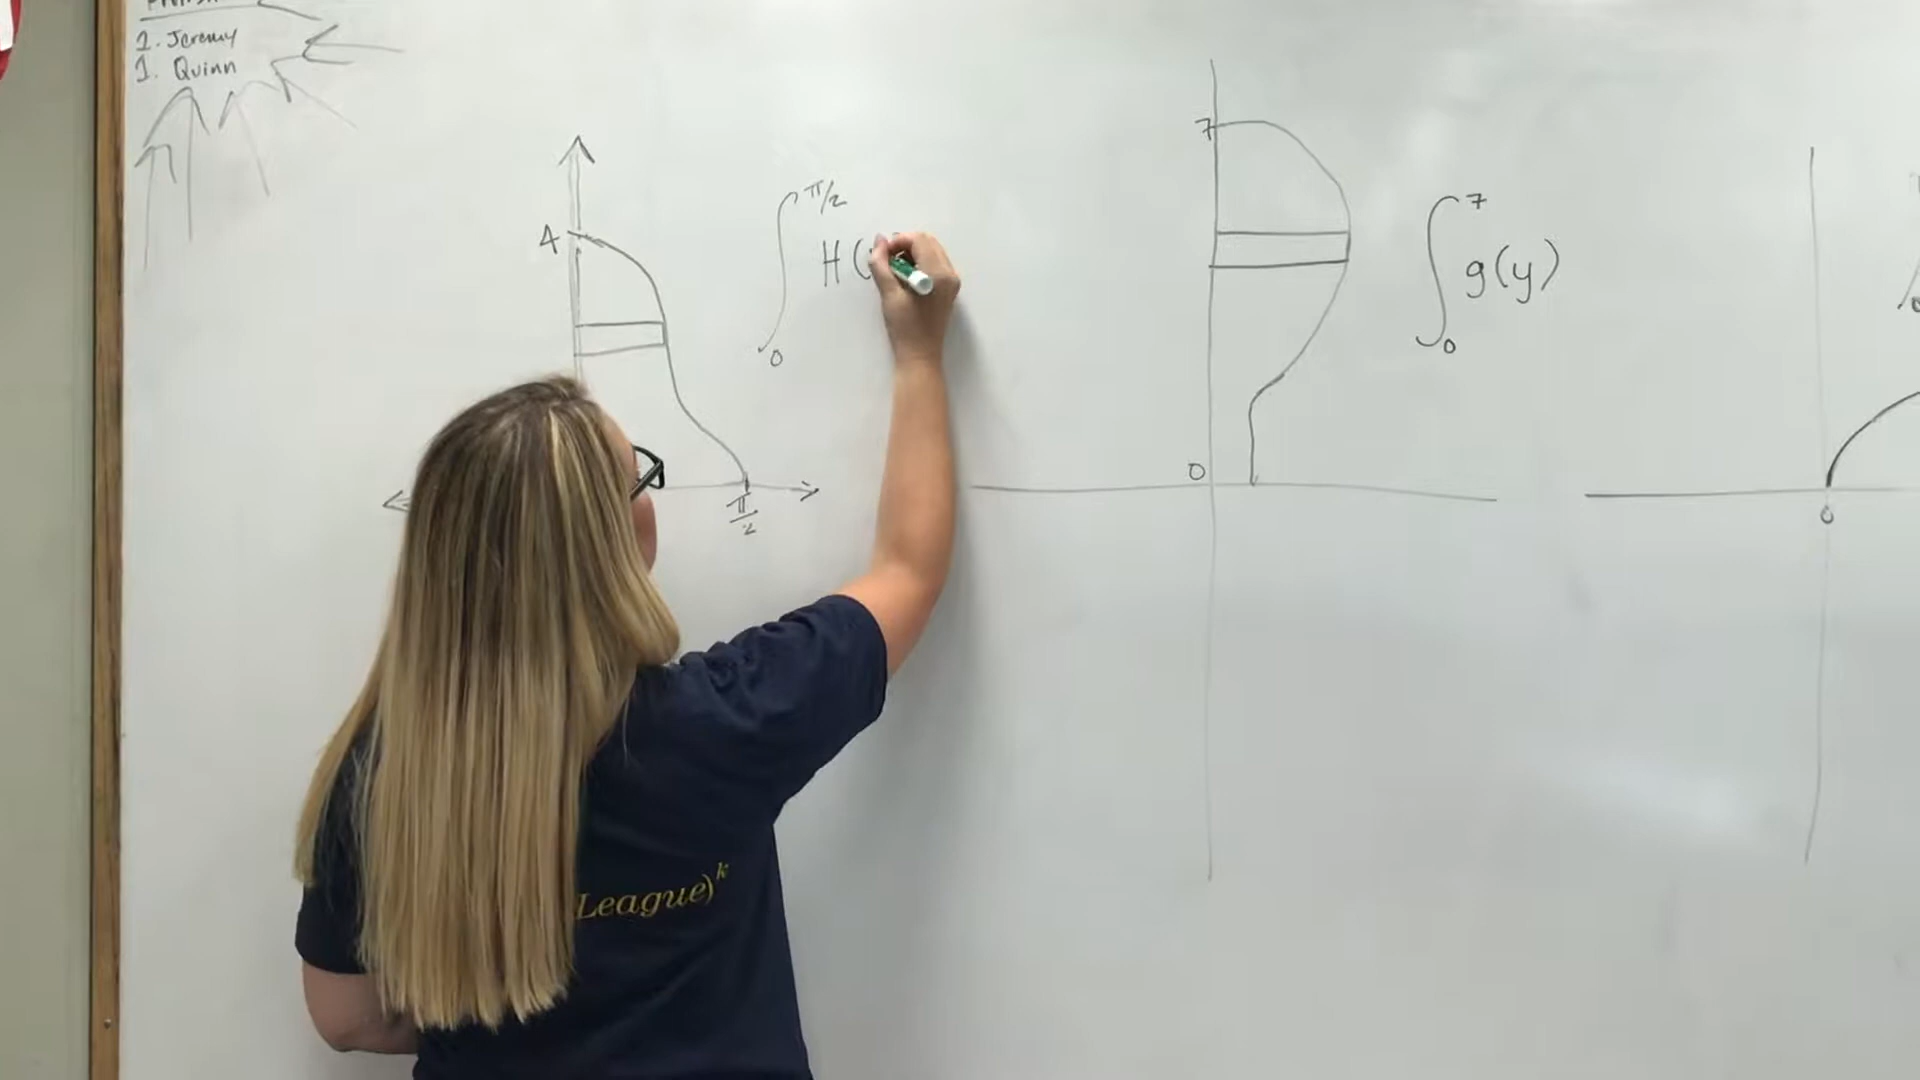 1. Jeremy
1. Quinn
4
π/2
0
H(
π
2
7
0
7
g(y)
0
0
League)^k